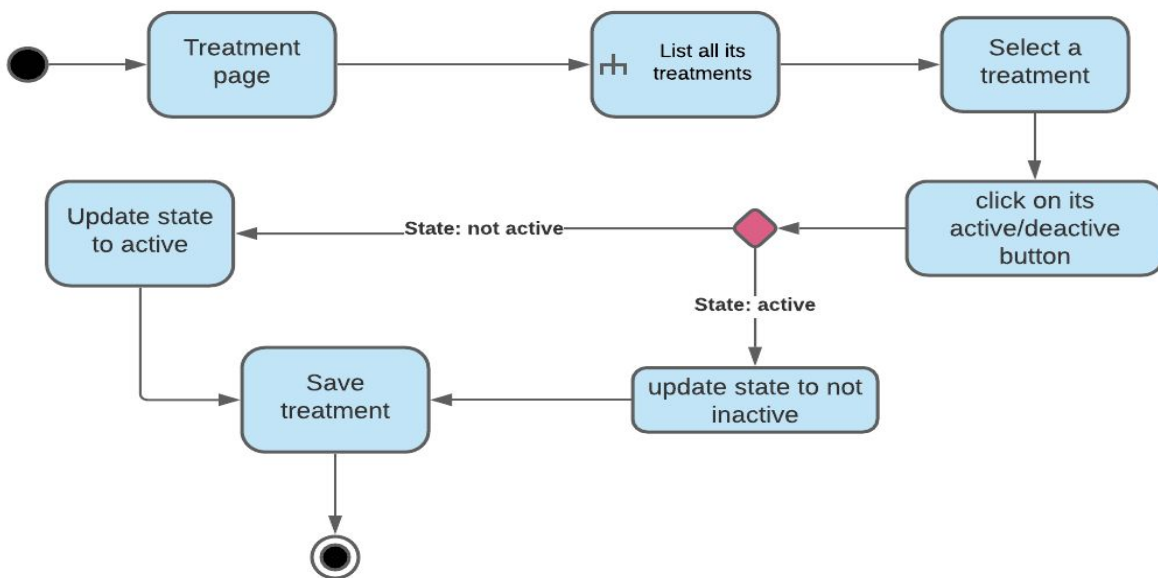 Treatment
page
List all its
treatments
Select a
treatment
click on its
active/deactive
button
State: not active
Update state
to active
State: active
update state to not
inactive
Save
treatment